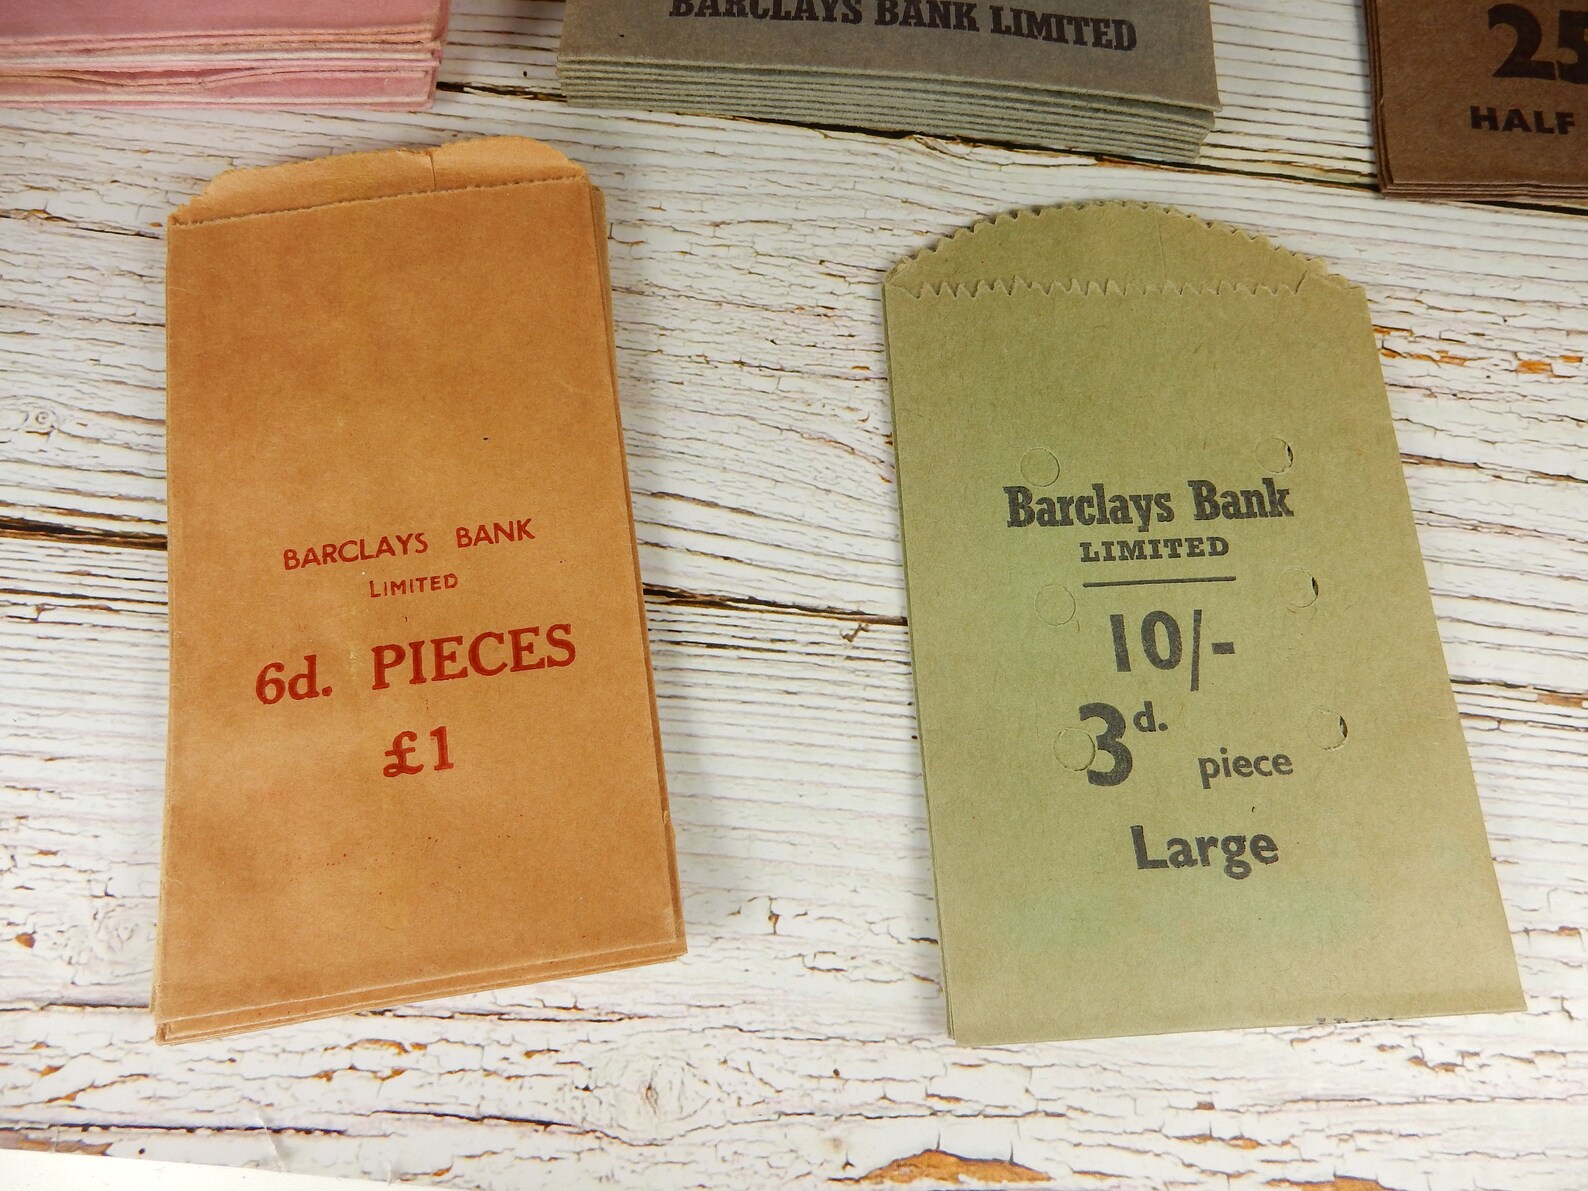 BARCLAYS BANK LIMITED
25
HALF
BARCLAYS BANK
LIMITED
6d. PIECES
£1
Barclays Bank
LIMITED
10/-
3d. piece
Large